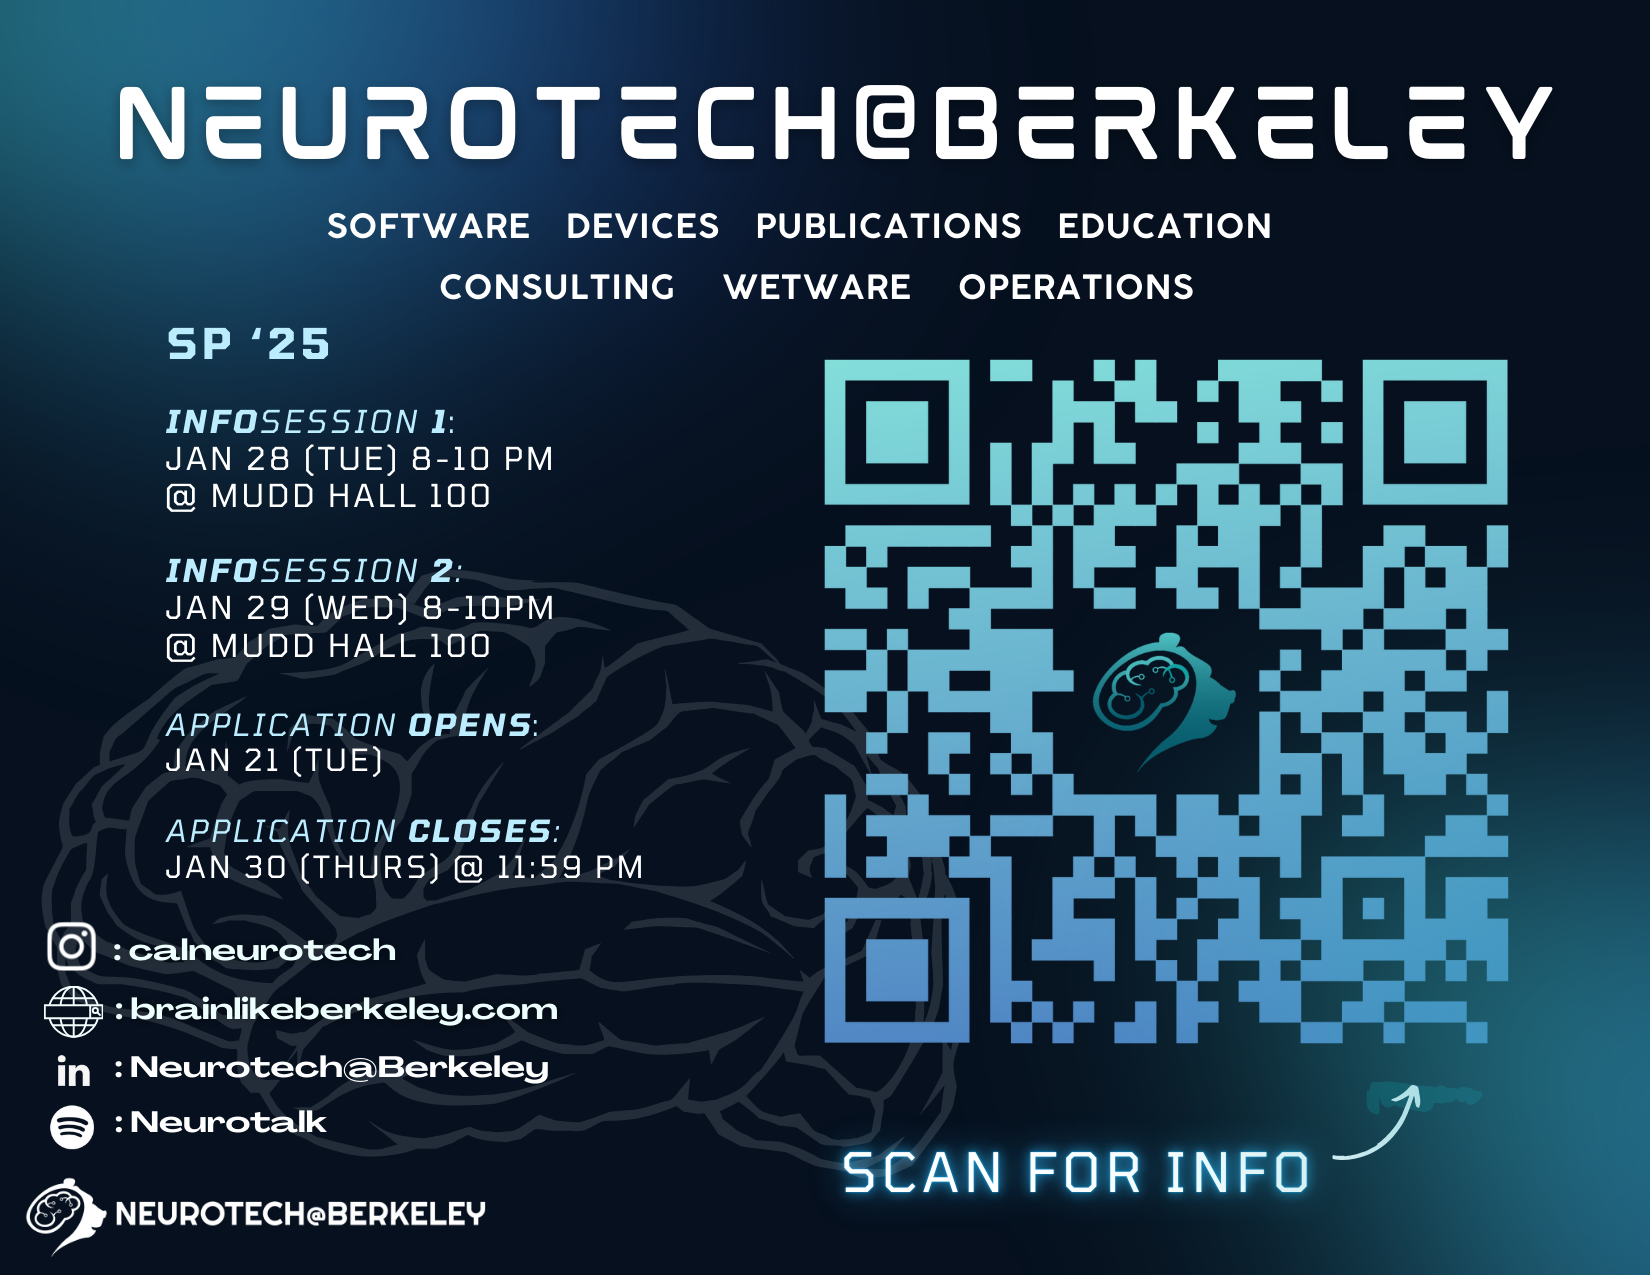 NEUROTECH@BERKELEY
SOFTWARE DEVICES PUBLICATIONS EDUCATION
CONSULTING WETWARE OPERATIONS
SP ‘25
INFOSESSION 1:
JAN 28 (TUE) 8-10 PM
@ MUDD HALL 100
INFOSESSION 2:
JAN 29 (WED) 8-10PM
@ MUDD HALL 100
APPLICATION OPENS:
JAN 21 (TUE)
APPLICATION CLOSES:
JAN 30 (THURS) @ 11:59 PM
: calneurotech
: brainlikeberkeley.com
in : Neurotech@Berkeley
: Neurotalk
NEUROTECH@BERKELEY
SCAN FOR INFO